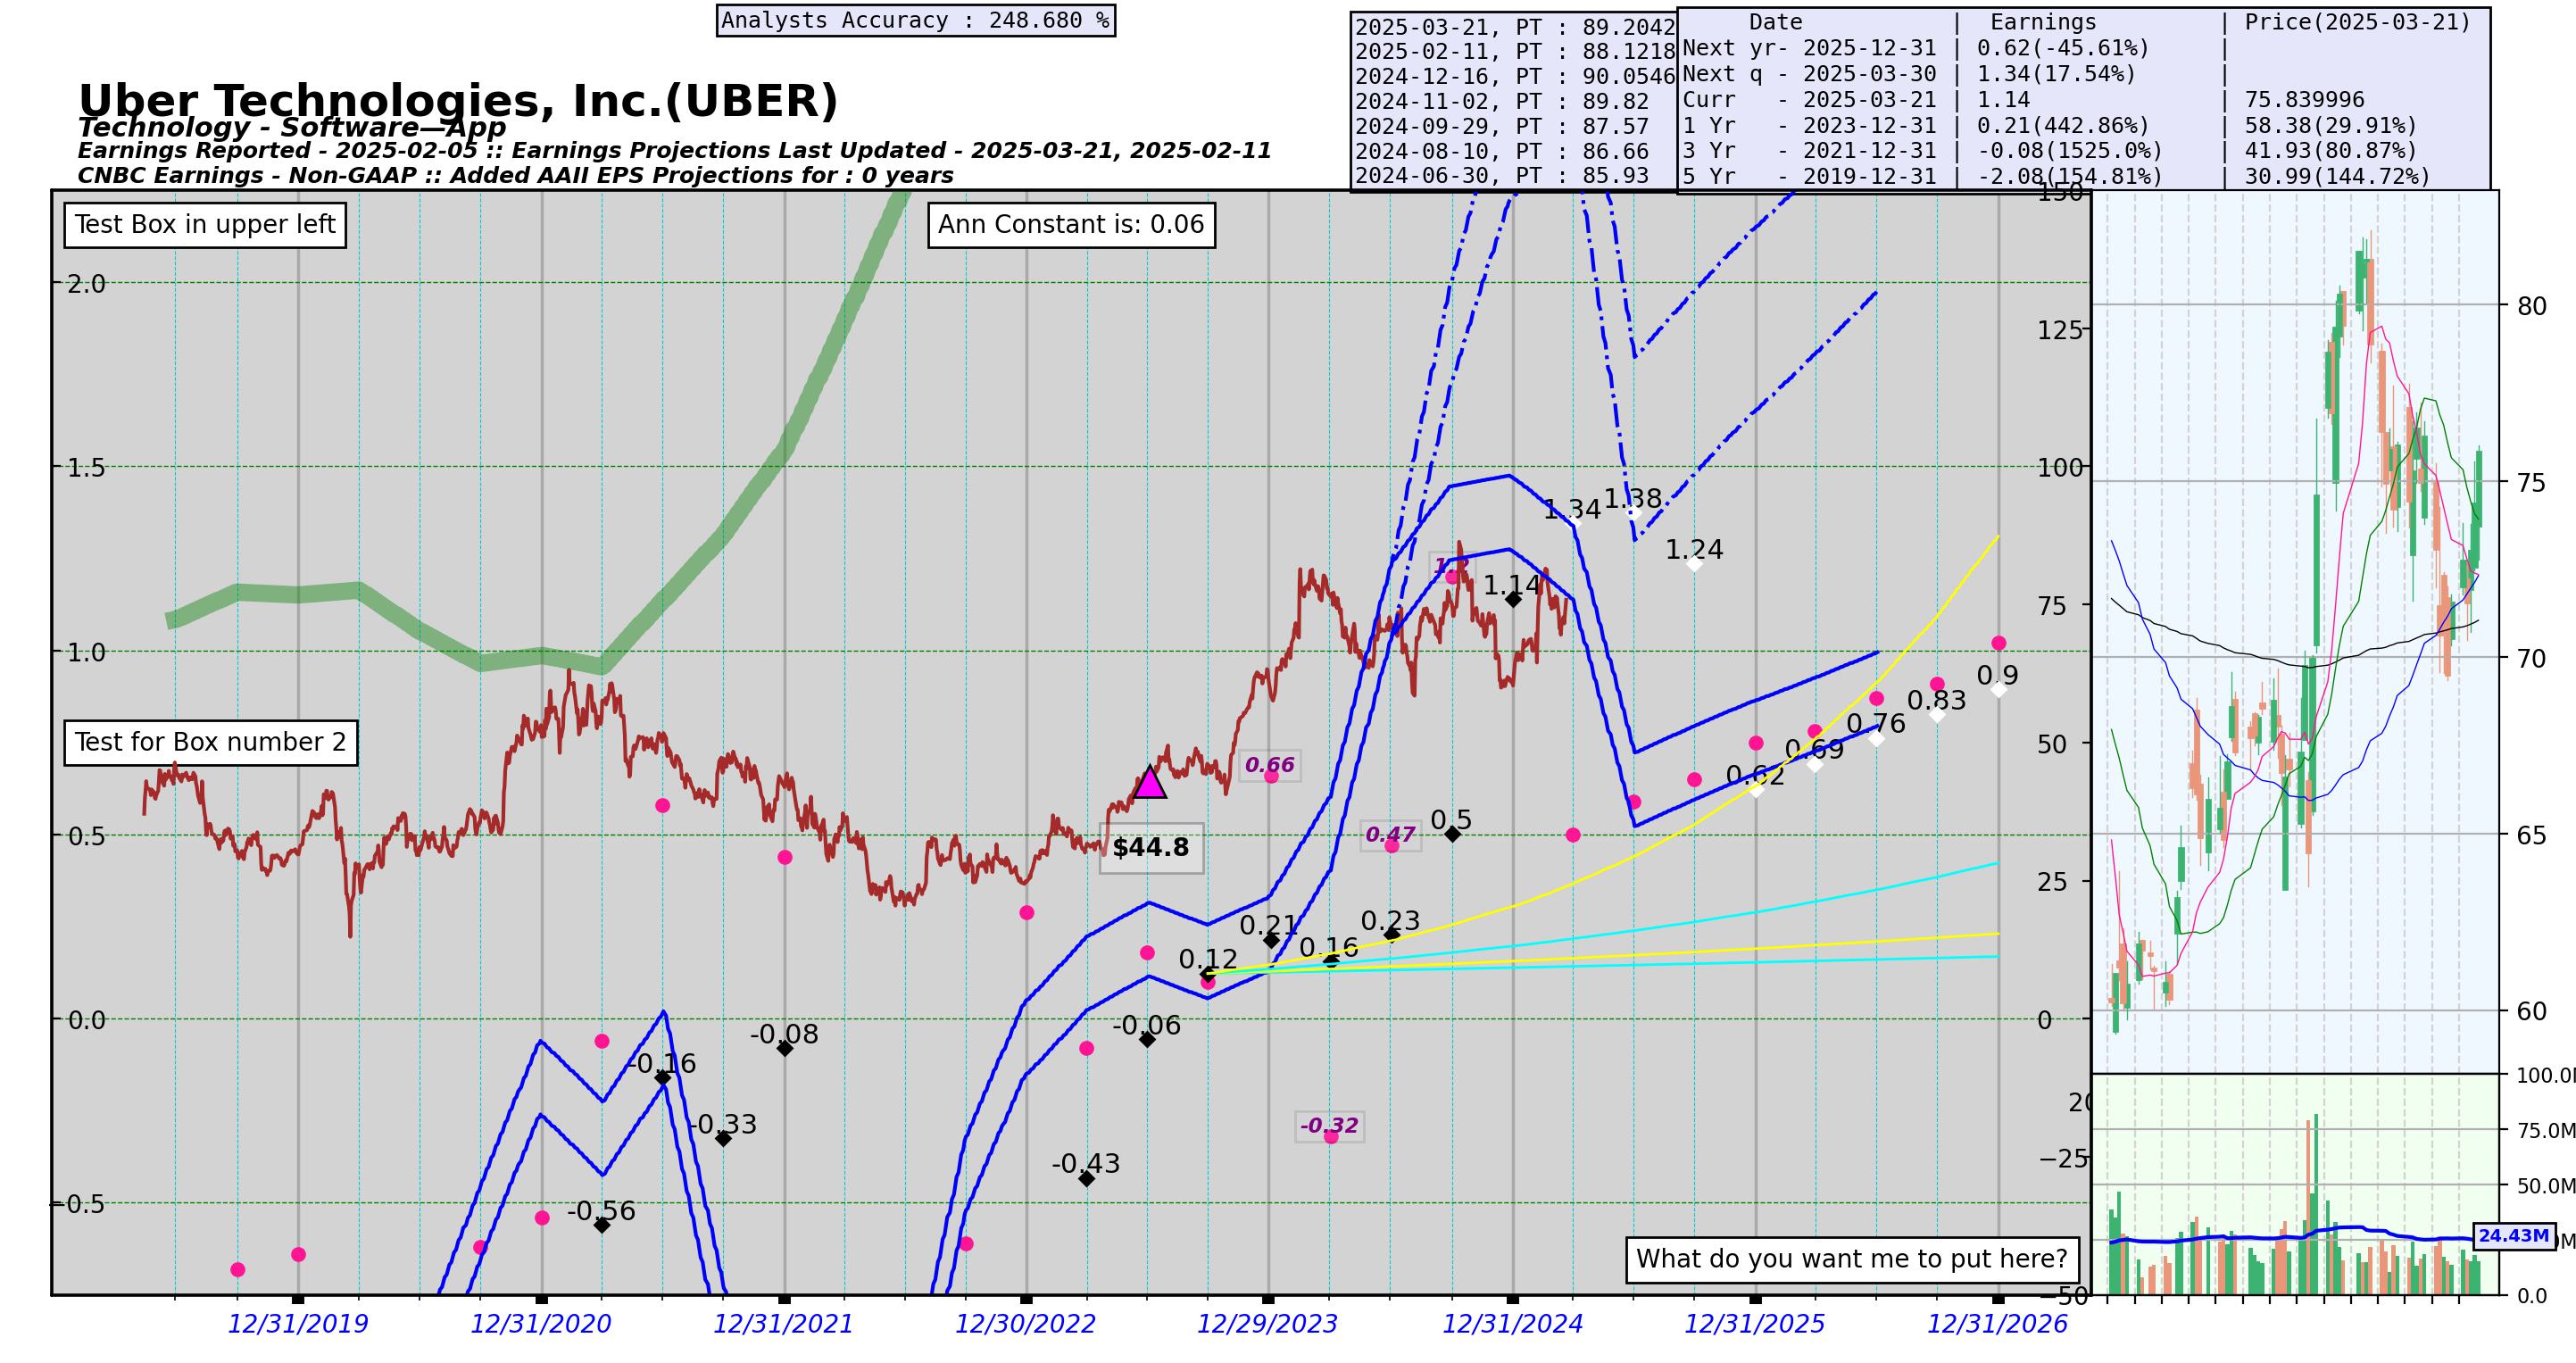 Analysts Accuracy : 248.680 %
2025-03-21, PT : 89.2042
2025-02-11, PT : 88.1218
2024-12-16, PT : 90.0546
2024-11-02, PT : 89.82
2024-09-29, PT : 87.57
2024-08-10, PT : 86.66
2024-06-30, PT : 85.93
Date | Earnings | Price(2025-03-21)
Next yr- 2025-12-31 | 0.62(-45.61%) |
Next q - 2025-03-30 | 1.34(17.54%) |
Curr - 2025-03-21 | 1.14 | 75.839996
1 Yr - 2023-12-31 | 0.21(442.86%) | 58.38(29.91%)
3 Yr - 2021-12-31 | -0.08(1525.0%) | 41.93(80.87%)
5 Yr - 2019-12-31 | -2.08(154.81%) | 30.99(144.72%)
Uber Technologies, Inc.(UBER)
Technology - Software—App
Earnings Reported - 2025-02-05 :: Earnings Projections Last Updated - 2025-03-21, 2025-02-11
CNBC Earnings - Non-GAAP :: Added AAII EPS Projections for : 0 years
Test Box in upper left
Ann Constant is: 0.06
Test for Box number 2
What do you want me to put here?
2.0
1.5
1.0
0.5
0.0
−0.5
150
125
100
75
50
25
0
−25
−50
80
75
70
65
60
100.0
75.0M
50.0M
24.43M
0.0
1.34
1.38
1.24
1.2
1.14
0.9
0.83
0.76
0.69
0.62
0.66
0.47
0.5
$44.8
0.21
0.23
0.16
0.12
-0.06
-0.08
-0.16
-0.33
-0.32
-0.43
-0.56
12/31/2019
12/31/2020
12/31/2021
12/30/2022
12/29/2023
12/31/2024
12/31/2025
12/31/2026